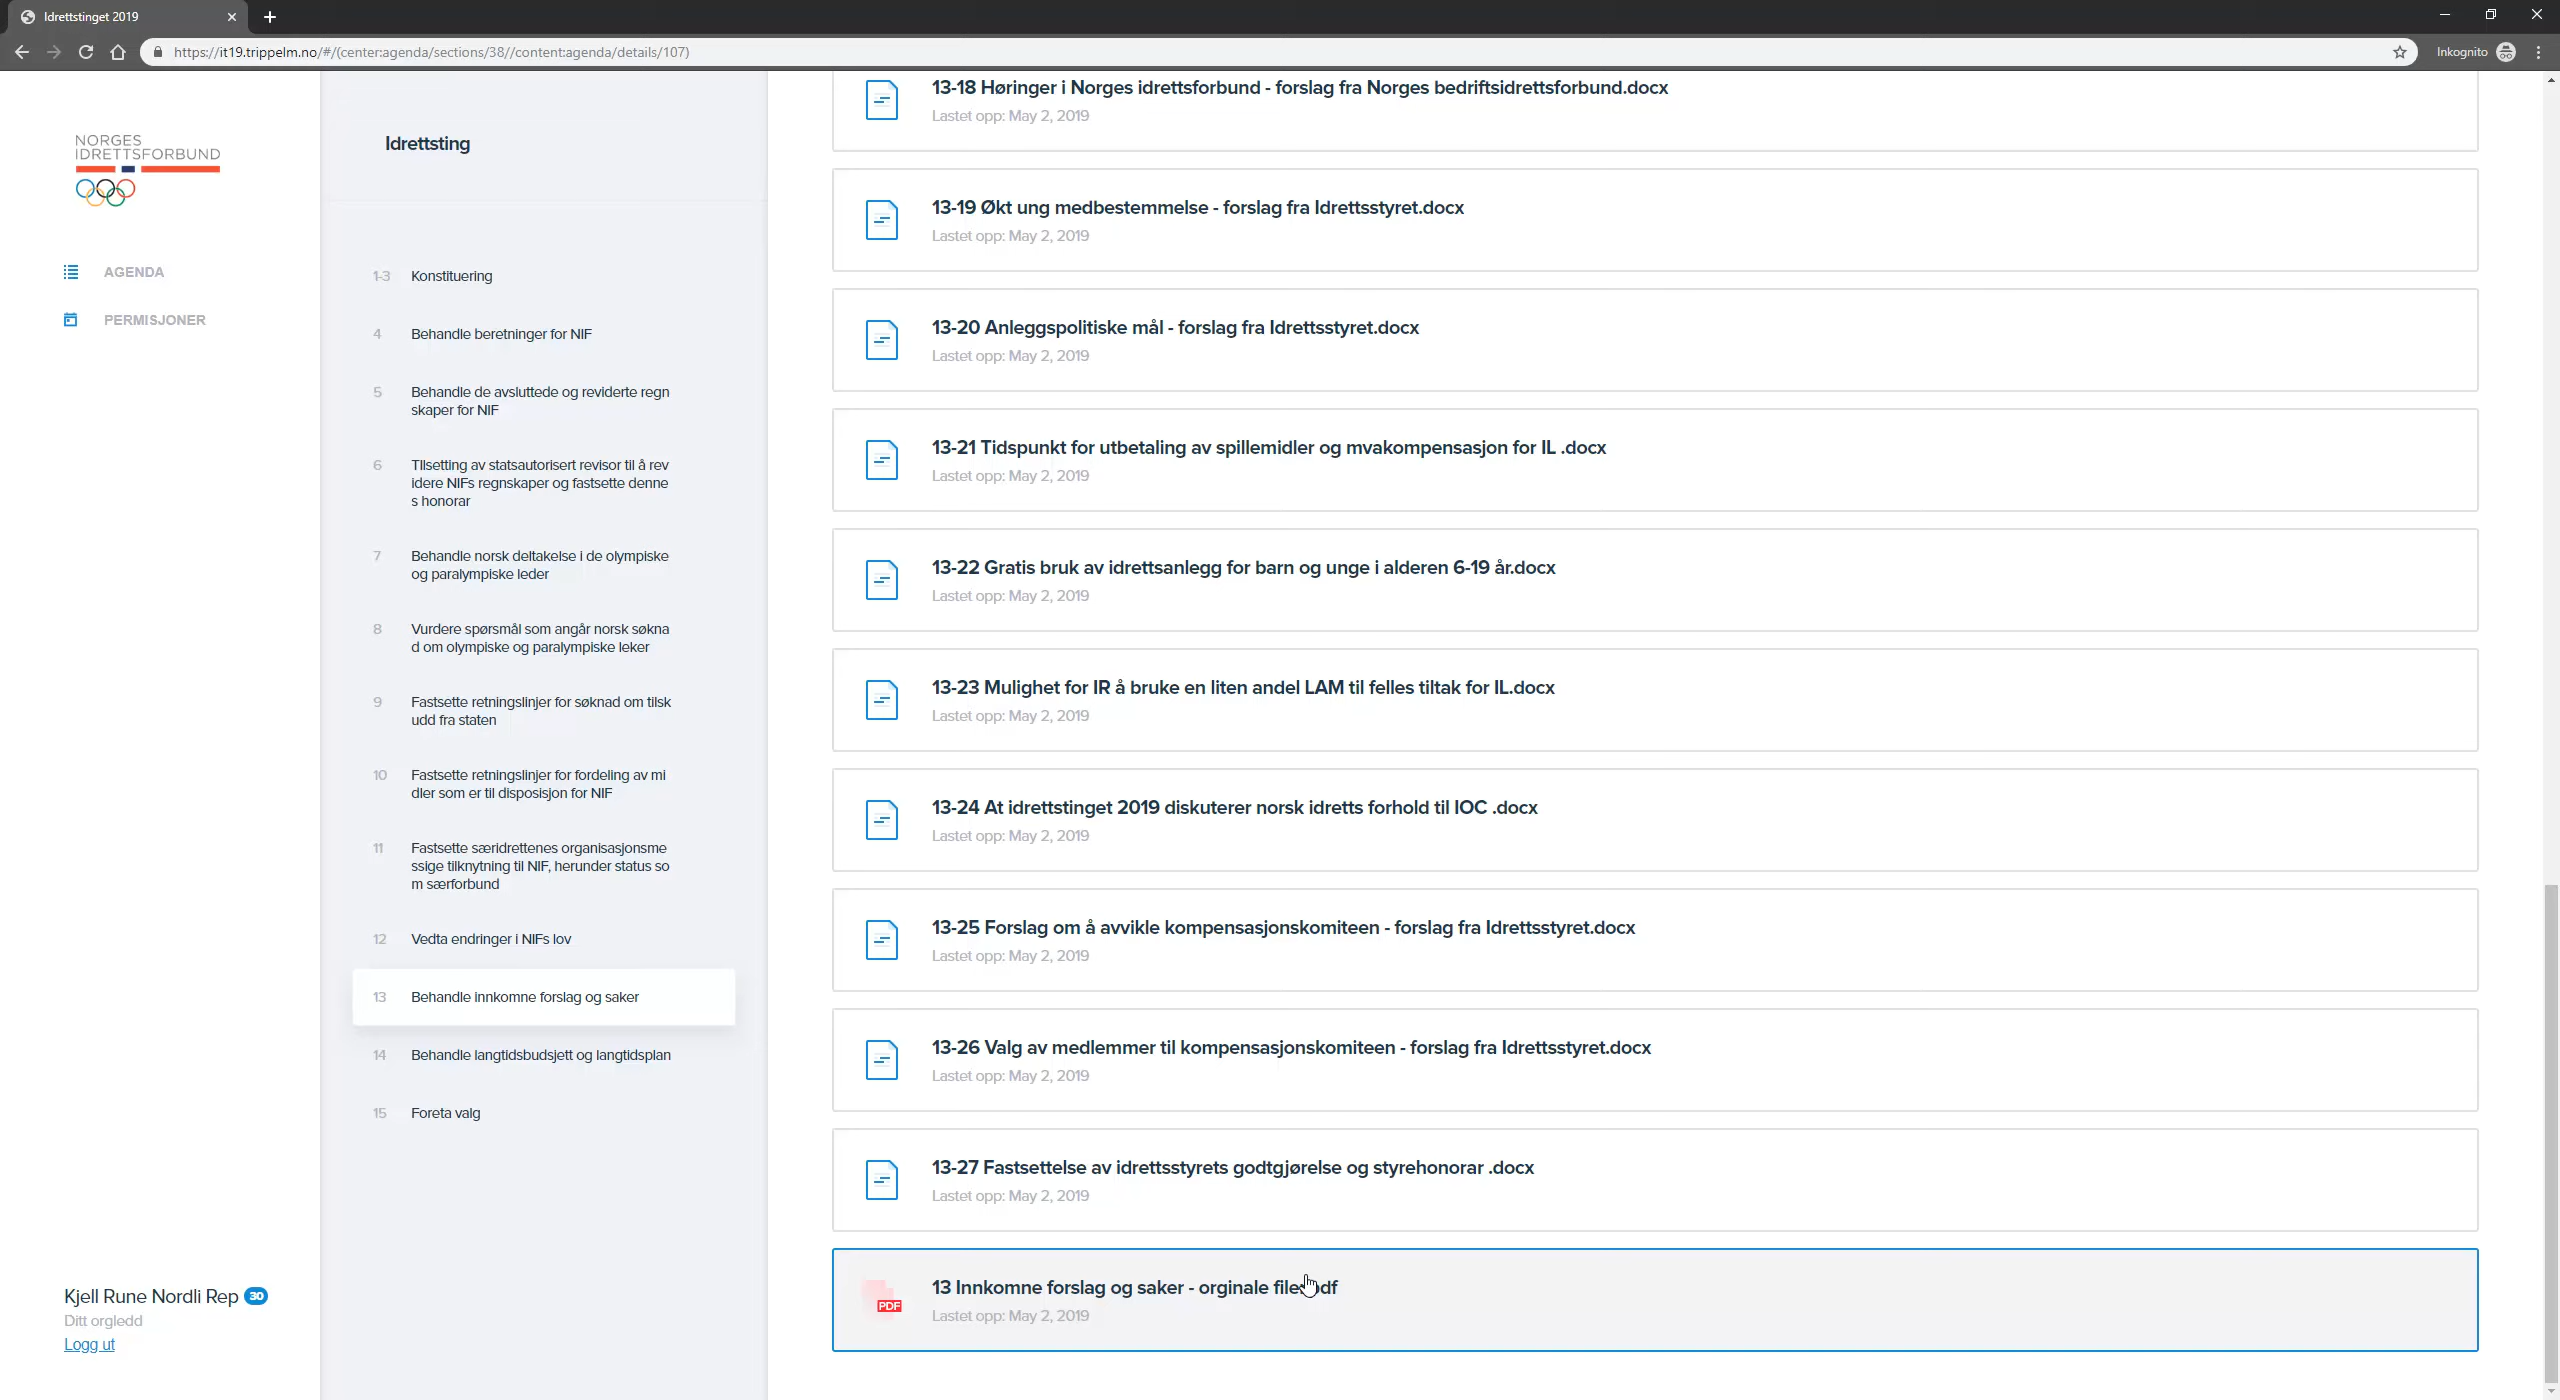 Idrettstinget 2019
https://it19.trippelm.no/#/(center:agenda/sections/38//content:agenda/details/107)
Inkognito
NORGES
IDRETTSFORBUND
AGENDA
PERMISJONER
Kjell Rune Nordli Rep 30
Ditt orgledd
Logg ut
Idrettsting
1-3 Konstituering
4 Behandle beretninger for NIF
5 Behandle de avsluttede og reviderte regn
skaper for NIF
6 TIlsetting av statsautorisert revisor til å rev
idere NIFs regnskaper og fastsette denne
s honorar
7 Behandle norsk deltakelse i de olympiske
og paralympiske leder
8 Vurdere spørsmål som angår norsk søkna
d om olympiske og paralympiske leker
9 Fastsette retningslinjer for søknad om tilsk
udd fra staten
10 Fastsette retningslinjer for fordeling av mi
dler som er til disposisjon for NIF
11 Fastsette særidrettenes organisasjonsme
ssige tilknytning til NIF, herunder status so
m særforbund
12 Vedta endringer i NIFs lov
13 Behandle innkomne forslag og saker
14 Behandle langtidsbudsjett og langtidsplan
15 Foreta valg
13-18 Høringer i Norges idrettsforbund - forslag fra Norges bedriftsidrettsforbund.docx
Lastet opp: May 2, 2019
13-19 Økt ung medbestemmelse - forslag fra Idrettsstyret.docx
Lastet opp: May 2, 2019
13-20 Anleggspolitiske mål - forslag fra Idrettsstyret.docx
Lastet opp: May 2, 2019
13-21 Tidspunkt for utbetaling av spillemidler og mvakompensasjon for IL .docx
Lastet opp: May 2, 2019
13-22 Gratis bruk av idrettsanlegg for barn og unge i alderen 6-19 år.docx
Lastet opp: May 2, 2019
13-23 Mulighet for IR å bruke en liten andel LAM til felles tiltak for IL.docx
Lastet opp: May 2, 2019
13-24 At idrettstinget 2019 diskuterer norsk idretts forhold til IOC .docx
Lastet opp: May 2, 2019
13-25 Forslag om å avvikle kompensasjonskomiteen - forslag fra Idrettsstyret.docx
Lastet opp: May 2, 2019
13-26 Valg av medlemmer til kompensasjonskomiteen - forslag fra Idrettsstyret.docx
Lastet opp: May 2, 2019
13-27 Fastsettelse av idrettsstyrets godtgjørelse og styrehonorar .docx
Lastet opp: May 2, 2019
PDF
13 Innkomne forslag og saker - orginale
Lastet opp: May 2, 2019